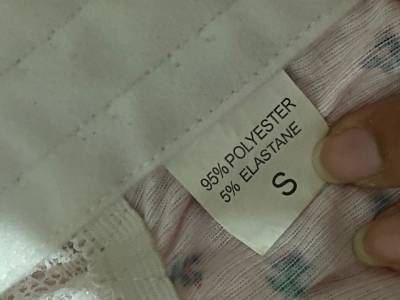 95% POLYESTER
5% ELASTANE
S